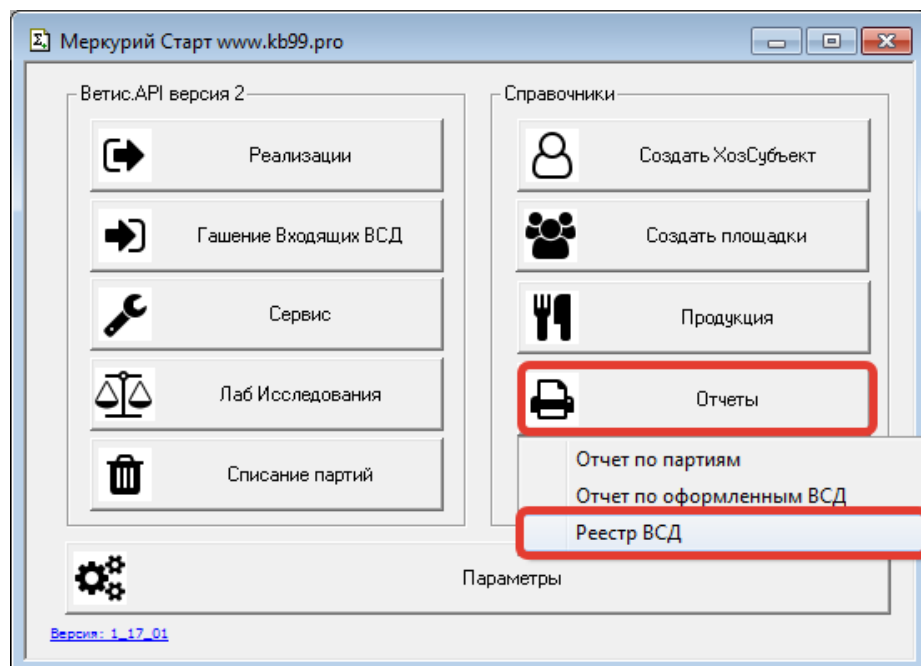 Меркурий Старт www.kb99.pro
Ветис.API версия 2
Реализации
Гашение Входящих ВСД
Сервис
Лаб Исследования
Списание партий
Справочники
Создать ХозСубъект
Создать площадки
Продукция
Отчеты
Отчет по партиям
Отчет по оформленным ВСД
Реестр ВСД
Параметры
Версия: 1_17_01